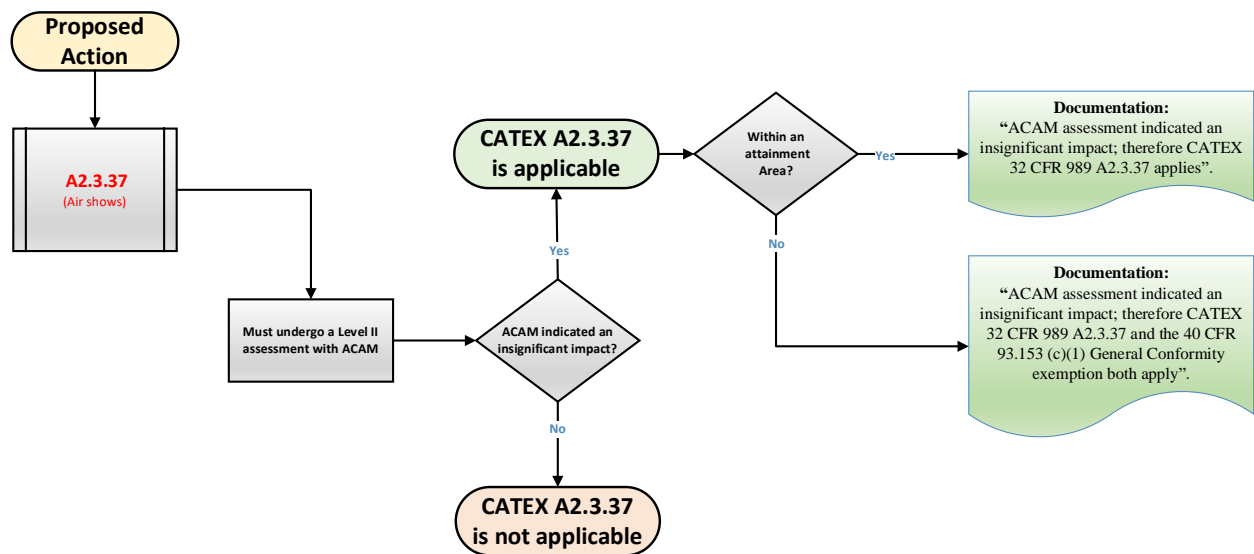 Proposed
Action
A2.3.37
(Air shows)
Must undergo a Level II
assessment with ACAM
ACAM indicated an
insignificant impact?
Yes
CATEX A2.3.37
is applicable
No
CATEX A2.3.37
is not applicable
Within an
attainment
Area?
Yes
Documentation:
“ACAM assessment indicated an
insignificant impact; therefore CATEX
32 CFR 989 A2.3.37 applies”.
No
Documentation:
“ACAM assessment indicated an
insignificant impact; therefore CATEX
32 CFR 989 A2.3.37 and the 40 CFR
93.153 (c)(1) General Conformity
exemption both apply”.